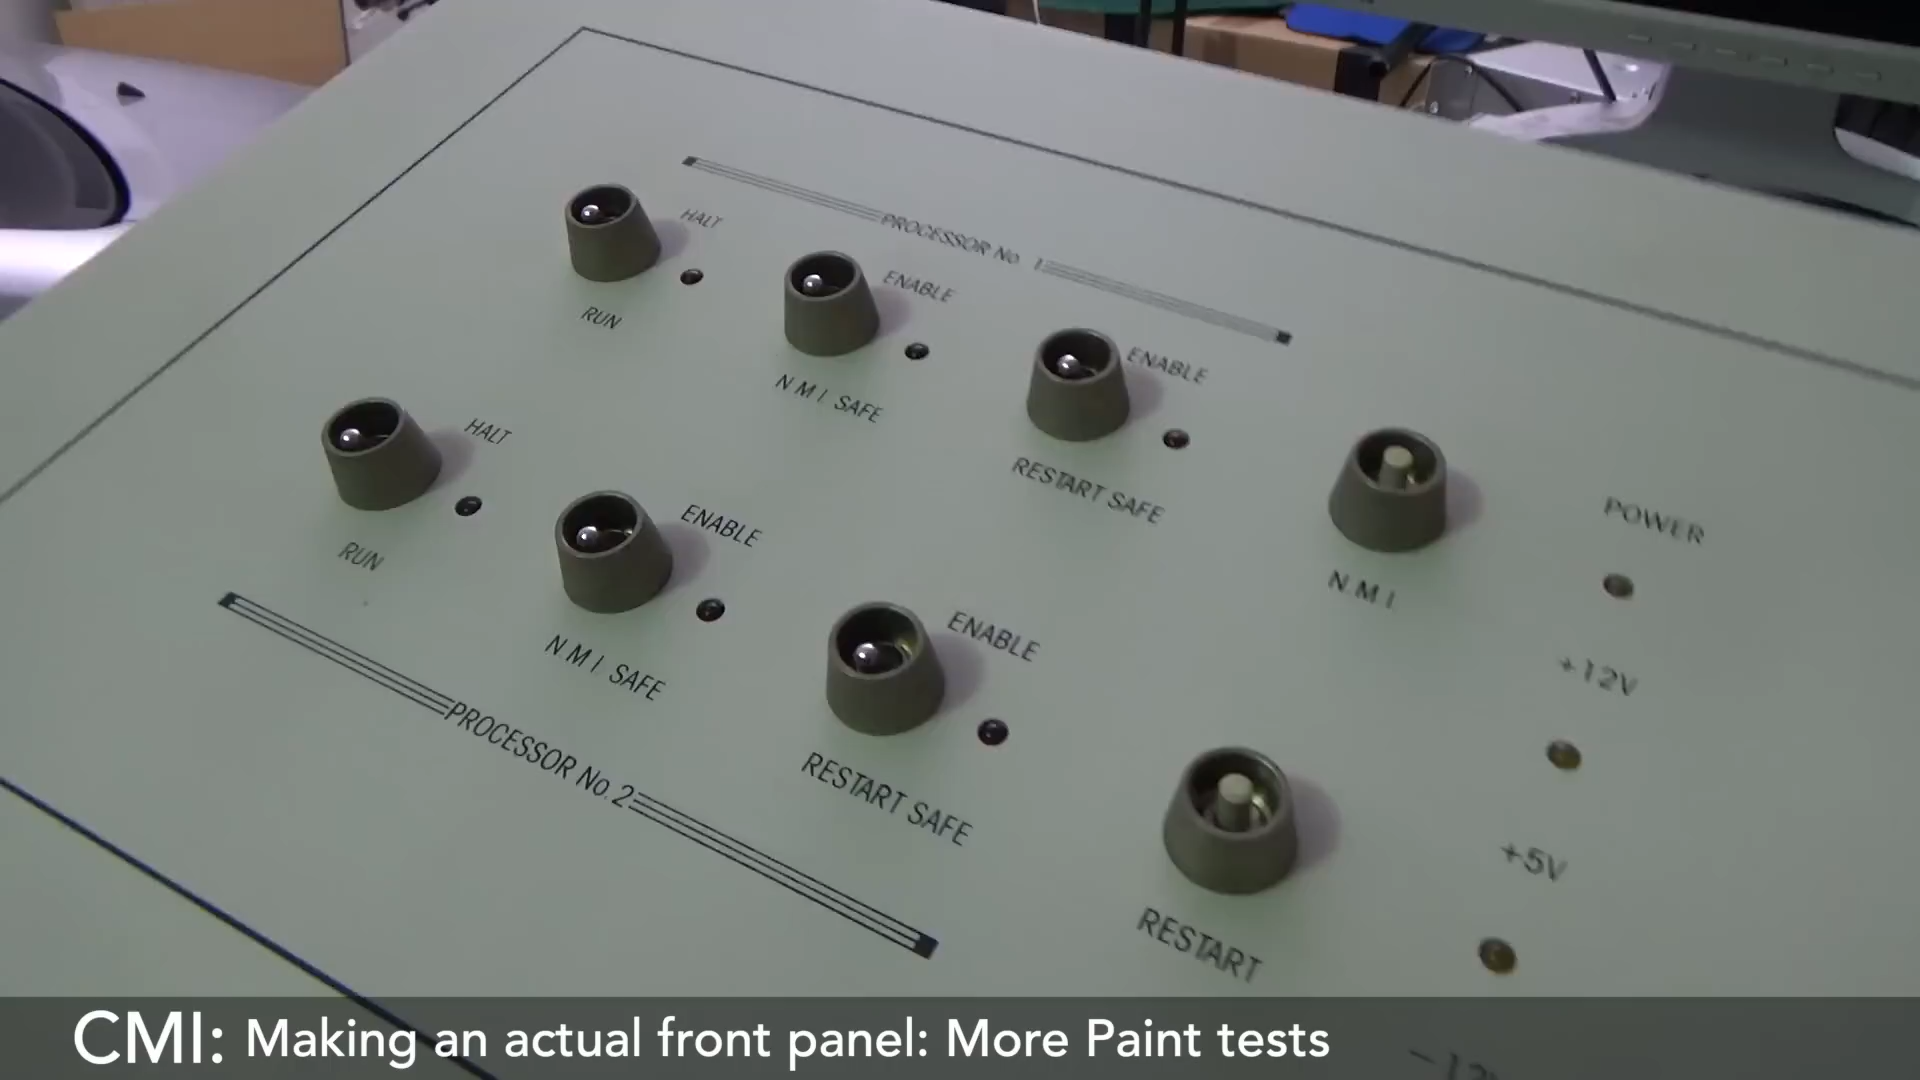 PROCESSOR No. 1
HALT
RUN
ENABLE
N M I SAFE
ENABLE
RESTART SAFE
N.M I
POWER
HALT
RUN
ENABLE
N M I SAFE
ENABLE
RESTART SAFE
RESTART
+12V
+5V
PROCESSOR No.2
CMI: Making an actual front panel: More Paint tests